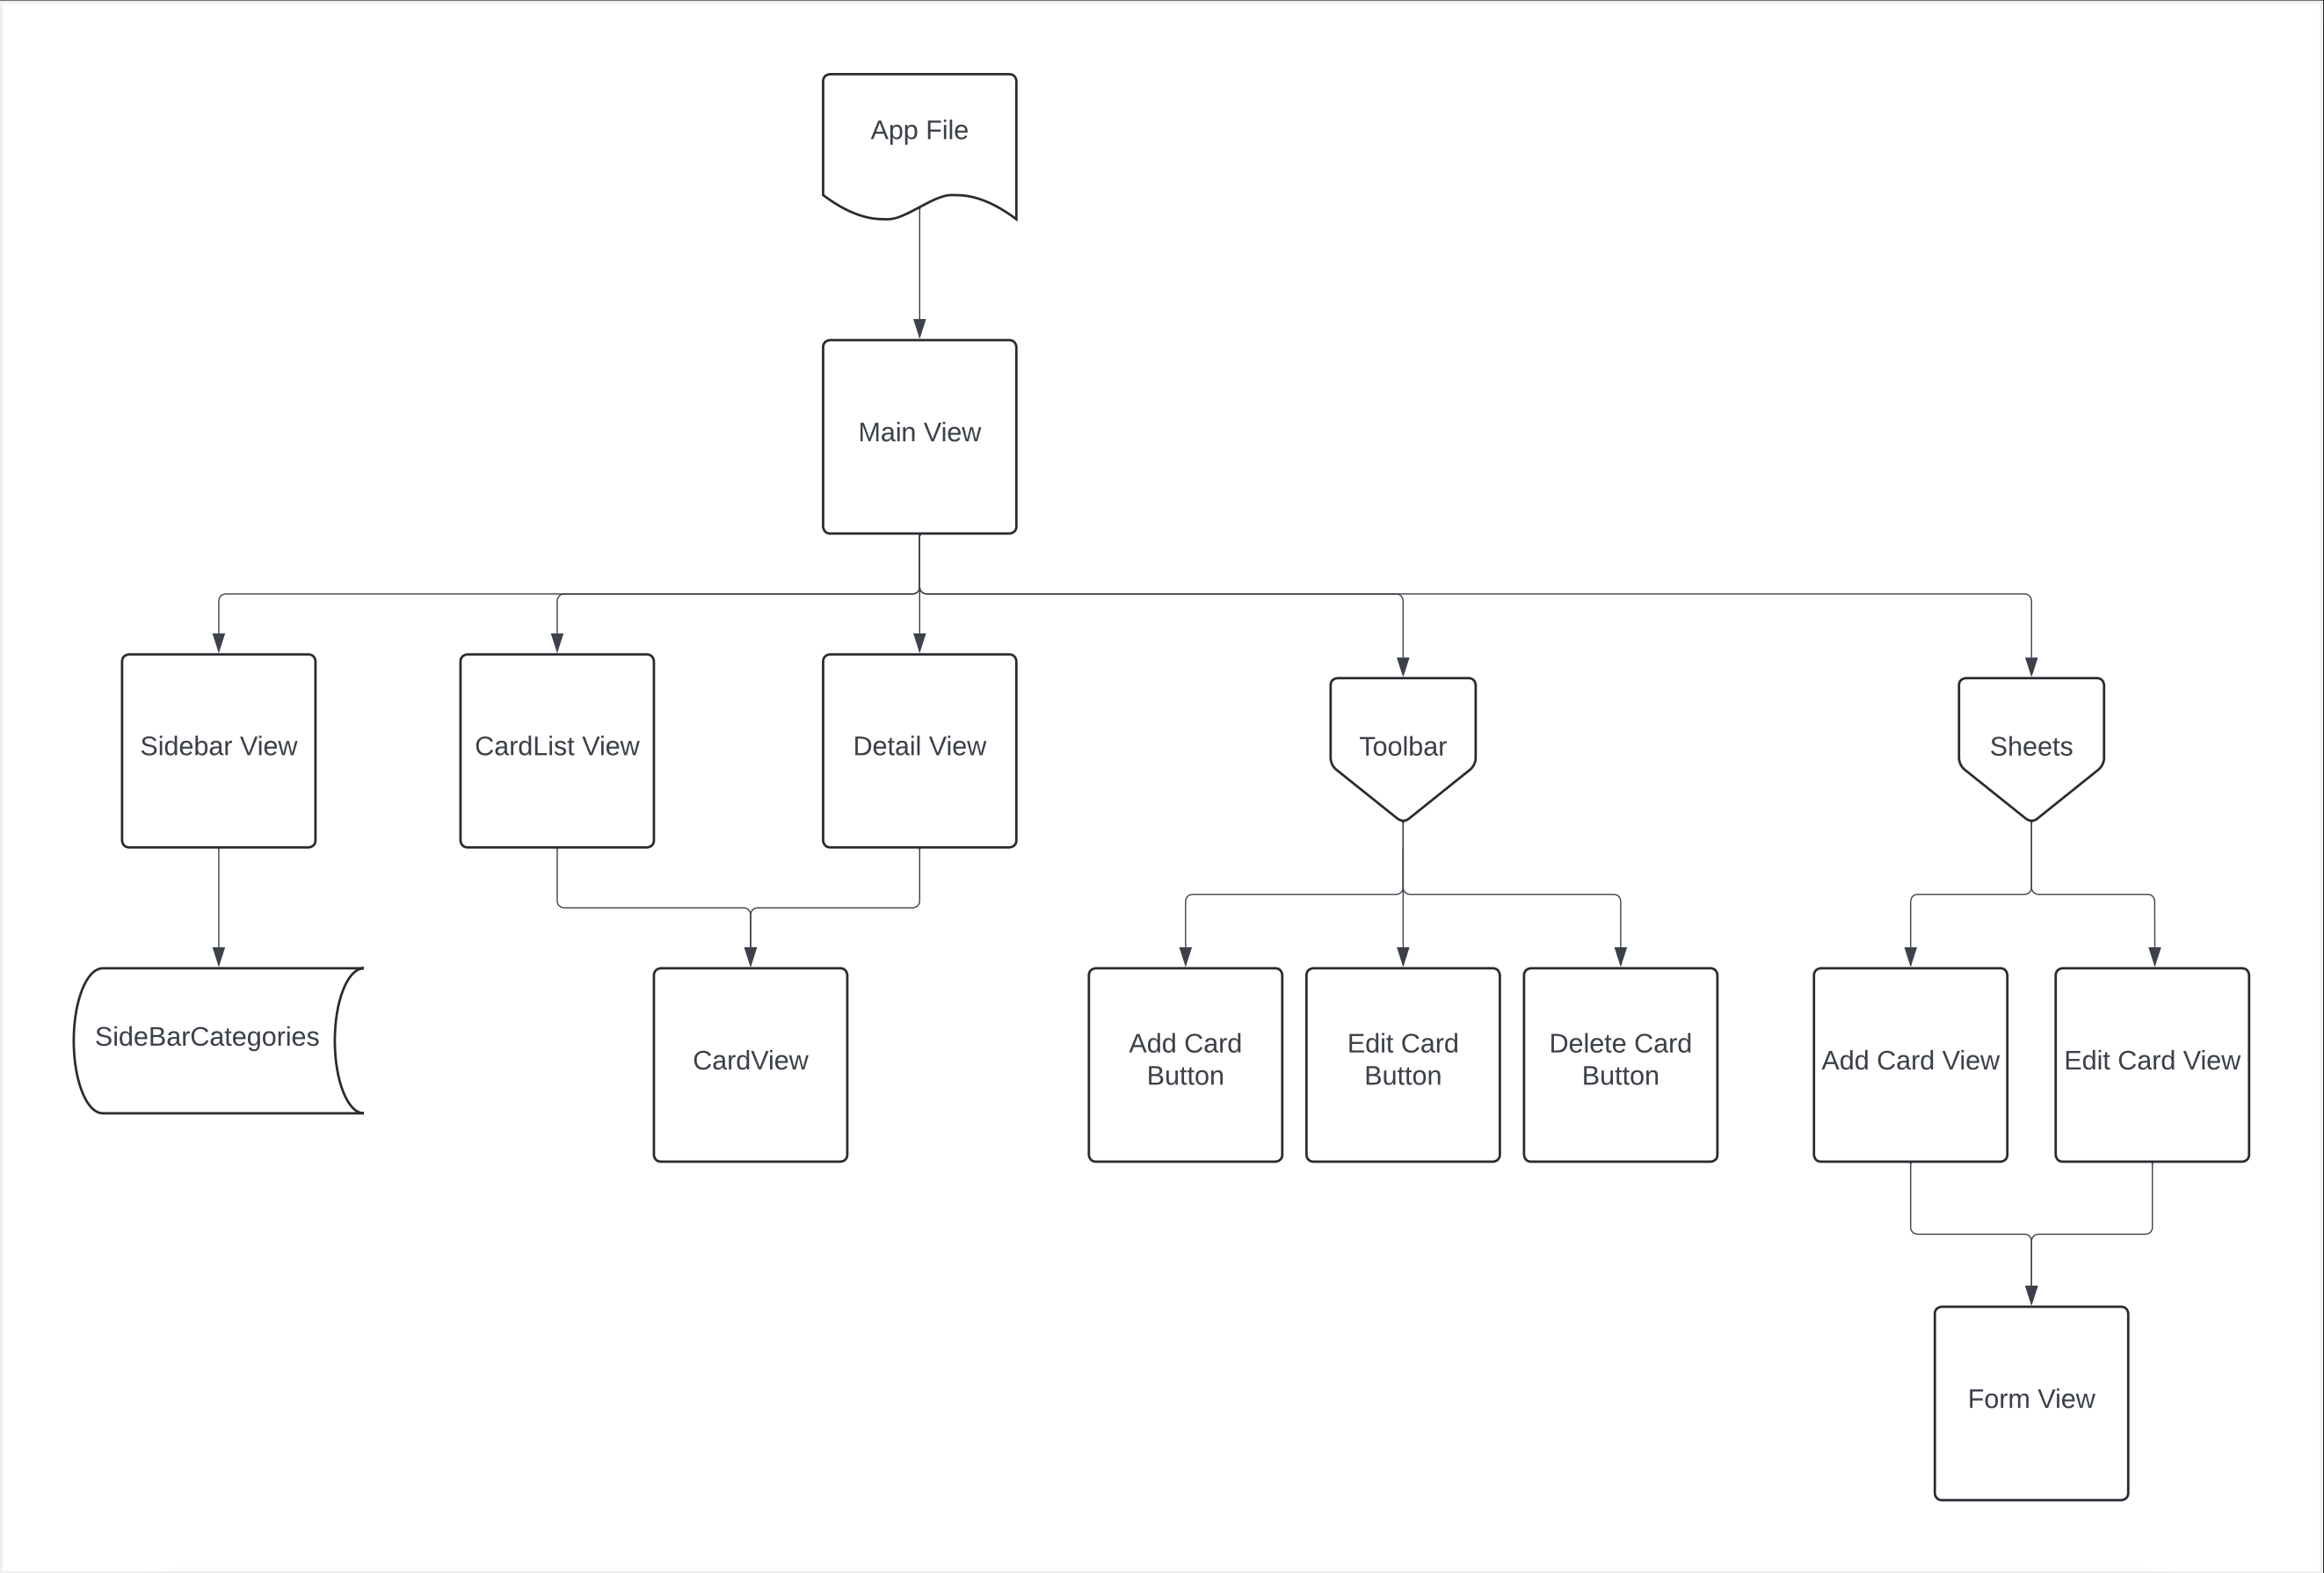 App File
Main View
Sidebar View
CardList View
Detail View
Toolbar
Sheets
SideBarCategories
CardView
Add Card
Button
Edit Card
Button
Delete Card
Button
Add Card View
Edit Card View
Form View